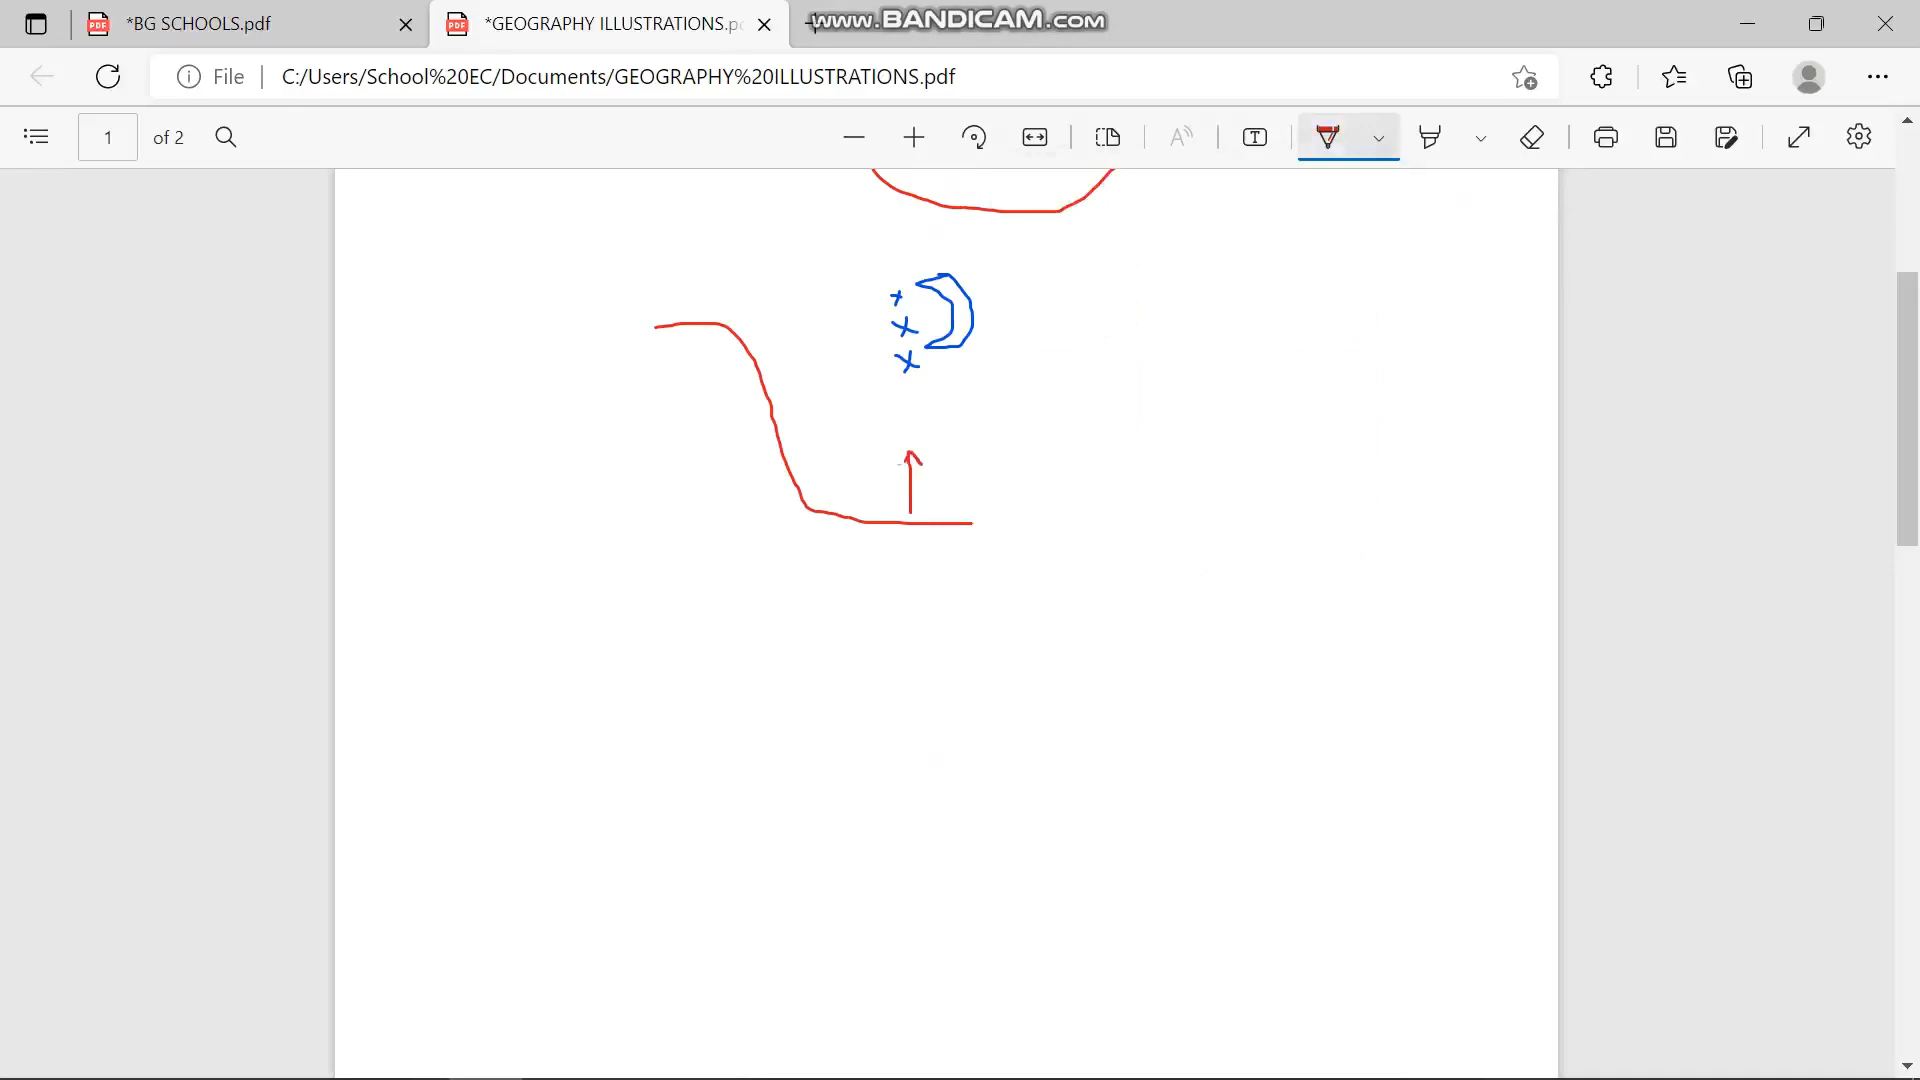 *BG SCHOOLS.pdf
*GEOGRAPHY ILLUSTRATIONS.p
www.BANDICAM.com
File
C:/Users/School%20EC/Documents/GEOGRAPHY%20ILLUSTRATIONS.pdf
1 of 2
x
x
x